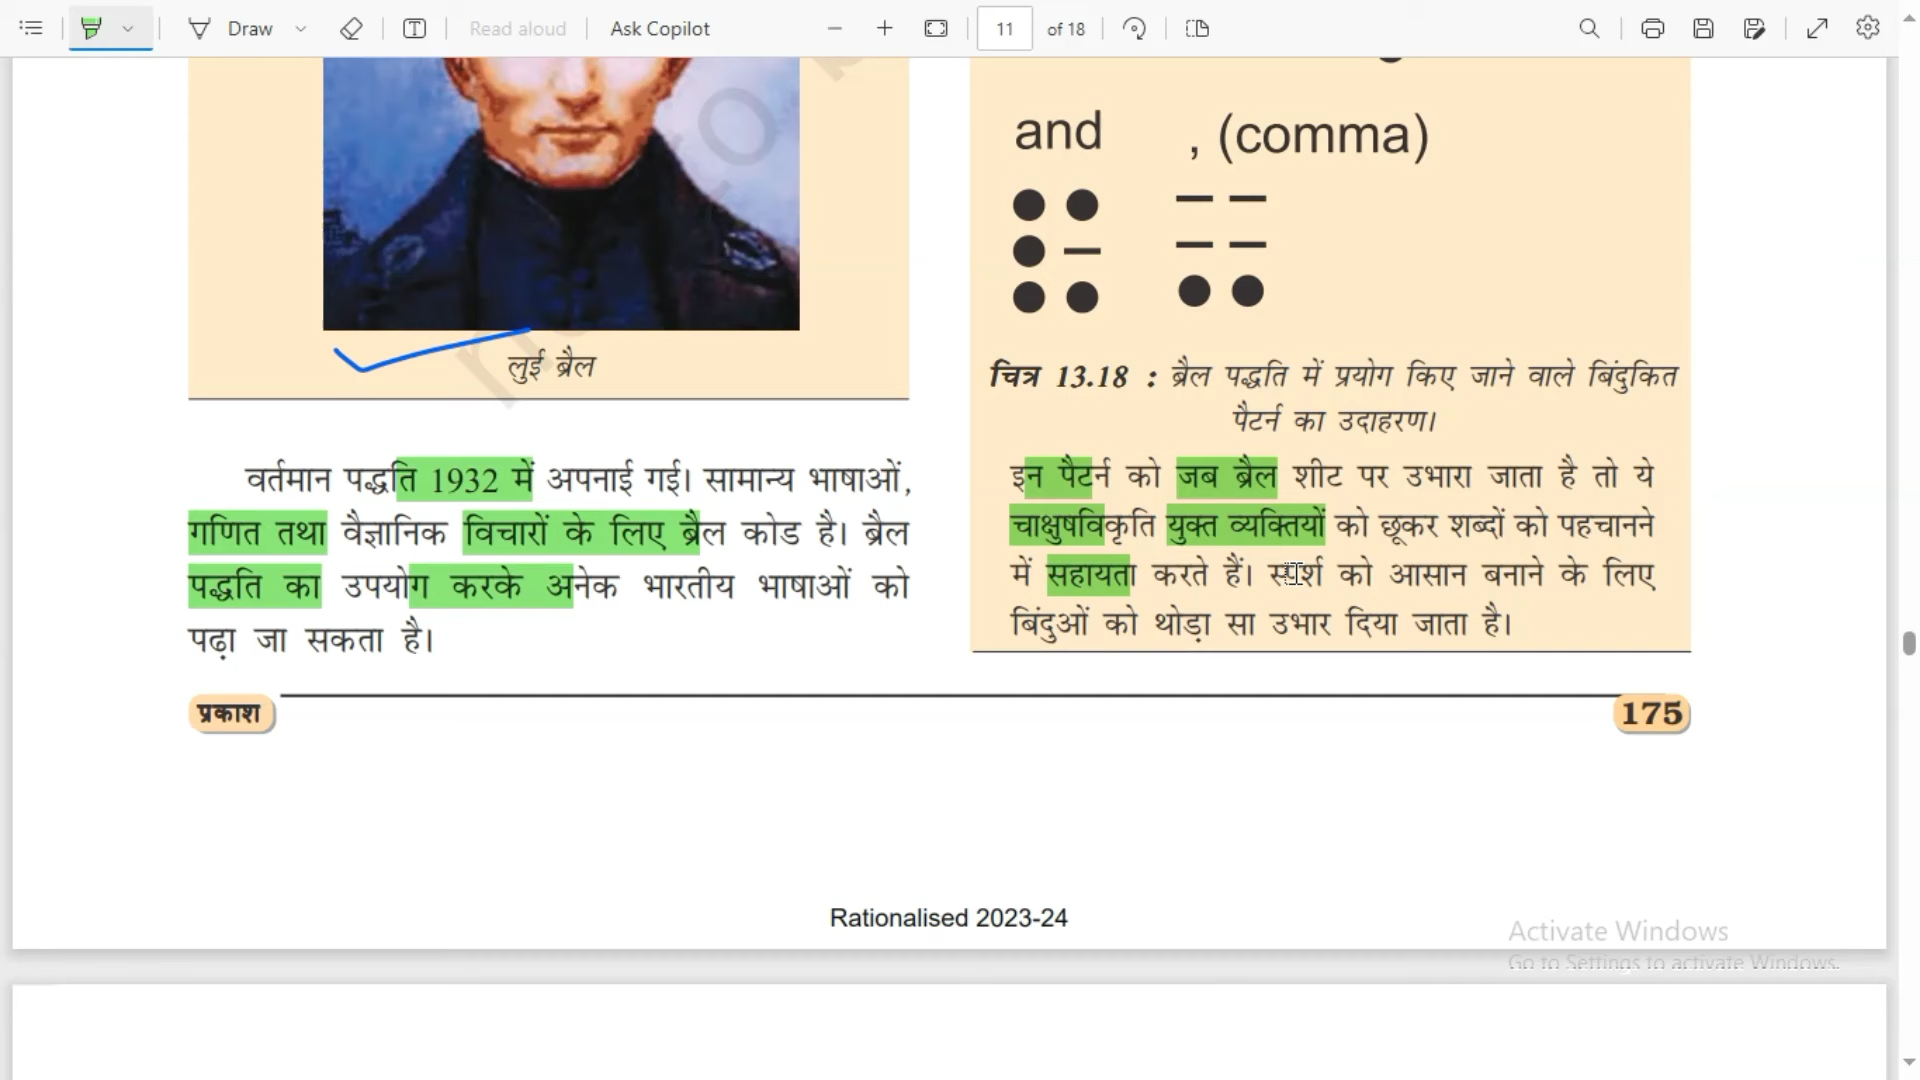 Draw
Read aloud
Ask Copilot
11
of 18
लुई ब्रैल
वर्तमान पद्धति 1932 में अपनाई गई। सामान्य भाषाओं,
गणित तथा वैज्ञानिक विचारों के लिए ब्रैल कोड है। ब्रैल
पद्धति का उपयोग करके अनेक भारतीय भाषाओं को
पढ़ा जा सकता है।
and , (comma)
चित्र 13.18 : ब्रैल पद्धति में प्रयोग किए जाने वाले बिंदुकित
पैटर्न का उदाहरण।
इन पैटर्न को जब ब्रैल शीट पर उभारा जाता है तो ये
चाक्षुषविकृति युक्त व्यक्तियों को छूकर शब्दों को पहचानने
में सहायता करते हैं। स्पर्श को आसान बनाने के लिए
बिंदुओं को थोड़ा सा उभार दिया जाता है।
प्रकाश
175
Rationalised 2023-24
Activate Windows
Go to Settings to activate Windows.